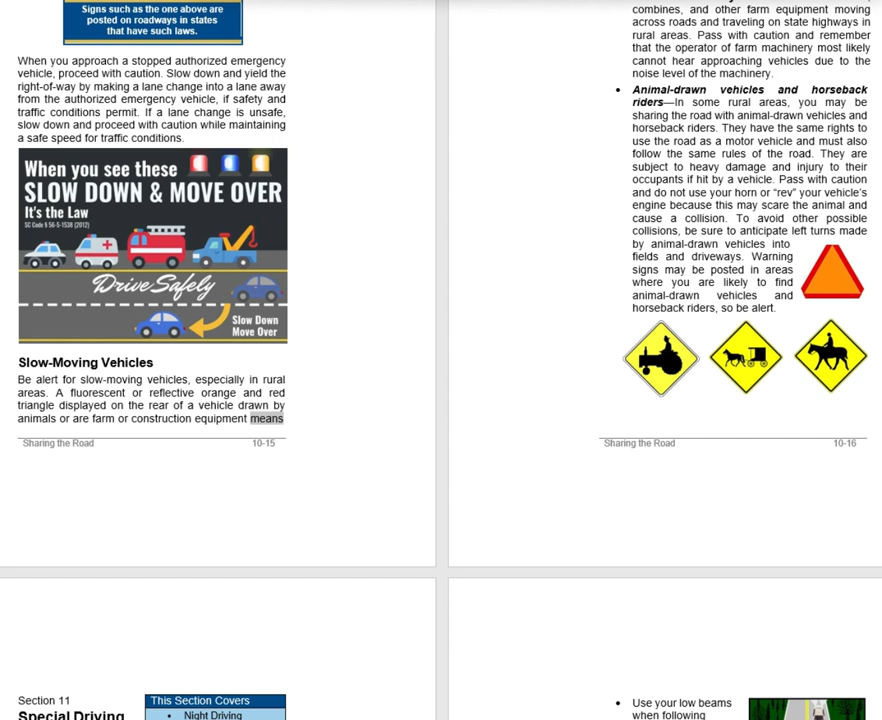 Signs such as the one above are
posted on roadways in states
that have such laws.
When you approach a stopped authorized emergency
vehicle, proceed with caution. Slow down and yield the
right-of-way by making a lane change into a lane away
from the authorized emergency vehicle, if safety and
traffic conditions permit. If a lane change is unsafe,
slow down and proceed with caution while maintaining
a safe speed for traffic conditions.
When you see these
SLOW DOWN & MOVE OVER
It's the Law
SC Code § 56-5-1538 (2012)
Drive Safely
Slow Down
Move Over
Slow-Moving Vehicles
Be alert for slow-moving vehicles, especially in rural
areas. A fluorescent or reflective orange and red
triangle displayed on the rear of a vehicle drawn by
animals or are farm or construction equipment means
Sharing the Road 10-15
combines, and other farm equipment moving
across roads and traveling on state highways in
rural areas. Pass with caution and remember
that the operator of farm machinery most likely
cannot hear approaching vehicles due to the
noise level of the machinery.
• Animal-drawn vehicles and horseback
riders—In some rural areas, you may be
sharing the road with animal-drawn vehicles and
horseback riders. They have the same rights to
use the road as a motor vehicle and must also
follow the same rules of the road. They are
subject to heavy damage and injury to their
occupants if hit by a vehicle. Pass with caution
and do not use your horn or “rev” your vehicle’s
engine because this may scare the animal and
cause a collision. To avoid other possible
collisions, be sure to anticipate left turns made
by animal-drawn vehicles into
fields and driveways. Warning
signs may be posted in areas
where you are likely to find
animal-drawn vehicles and
horseback riders, so be alert.
Sharing the Road 10-16
Section 11
Special Driving
This Section Covers
• Night Driving
• Use your low beams
when following